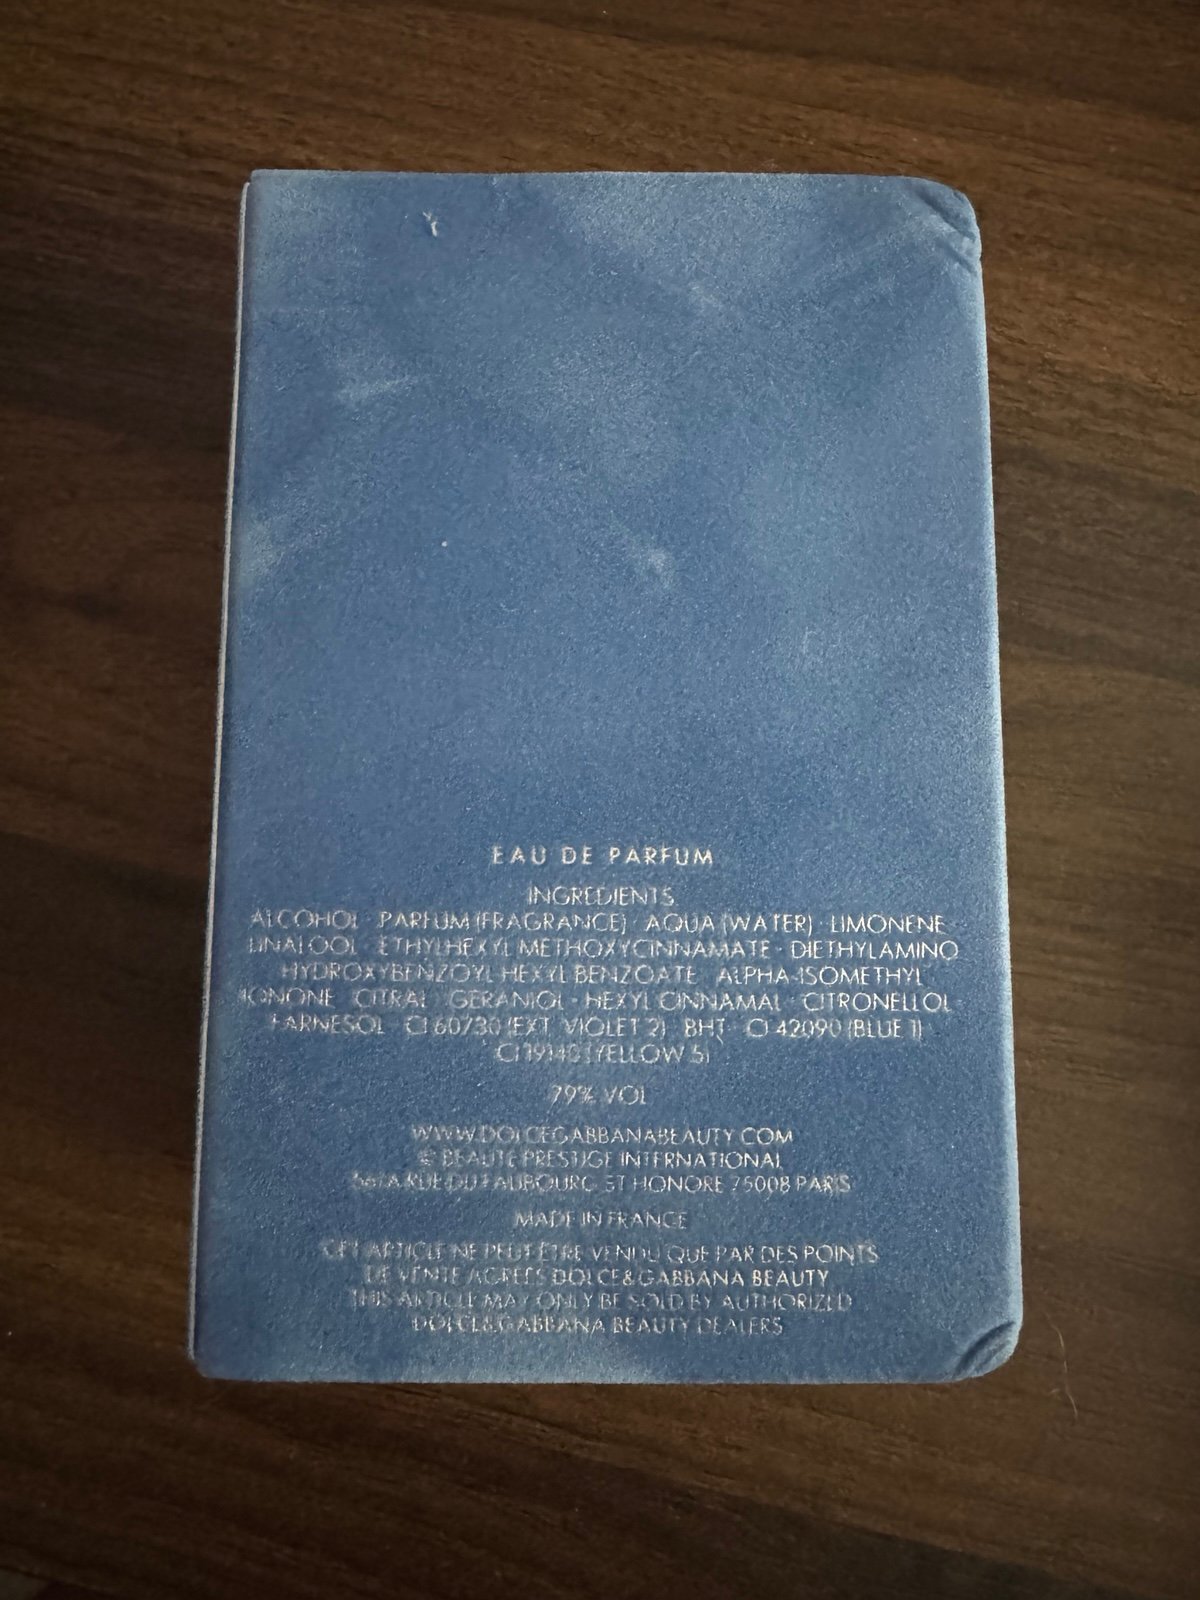 EAU DE PARFUM
INGREDIENTS
ALCOHOL · PARFUM (FRAGRANCE) · AQUA (WATER) · LIMONENE
LINALOOL · ETHYLHEXYL METHOXYCINNAMATE · DIETHYLAMINO
HYDROXYBENZOYL HEXYL BENZOATE · ALPHA-ISOMETHYL
IONONE · CITRAL · GERANIOL · HEXYL CINNAMAL · CITRONELLOL
FARNESOL · CI 60730 (EXT. VIOLET 2) · BHT · CI 42090 (BLUE 1)
CI 19140 (YELLOW 5)
79% VOL
WWW.DOLCEGABBANABEAUTY.COM
© BEAUTE PRESTIGE INTERNATIONAL
RUE DU FAUBOURG ST HONORE 75008 PARIS
MADE IN FRANCE
CET ARTICLE NE PEUT ÊTRE VENDU QUE PAR DES POINTS
DE VENTE AGREES DOLCE&GABBANA BEAUTY
THIS ARTICLE MAY ONLY BE SOLD BY AUTHORIZED
DOLCE&GABBANA BEAUTY DEALERS